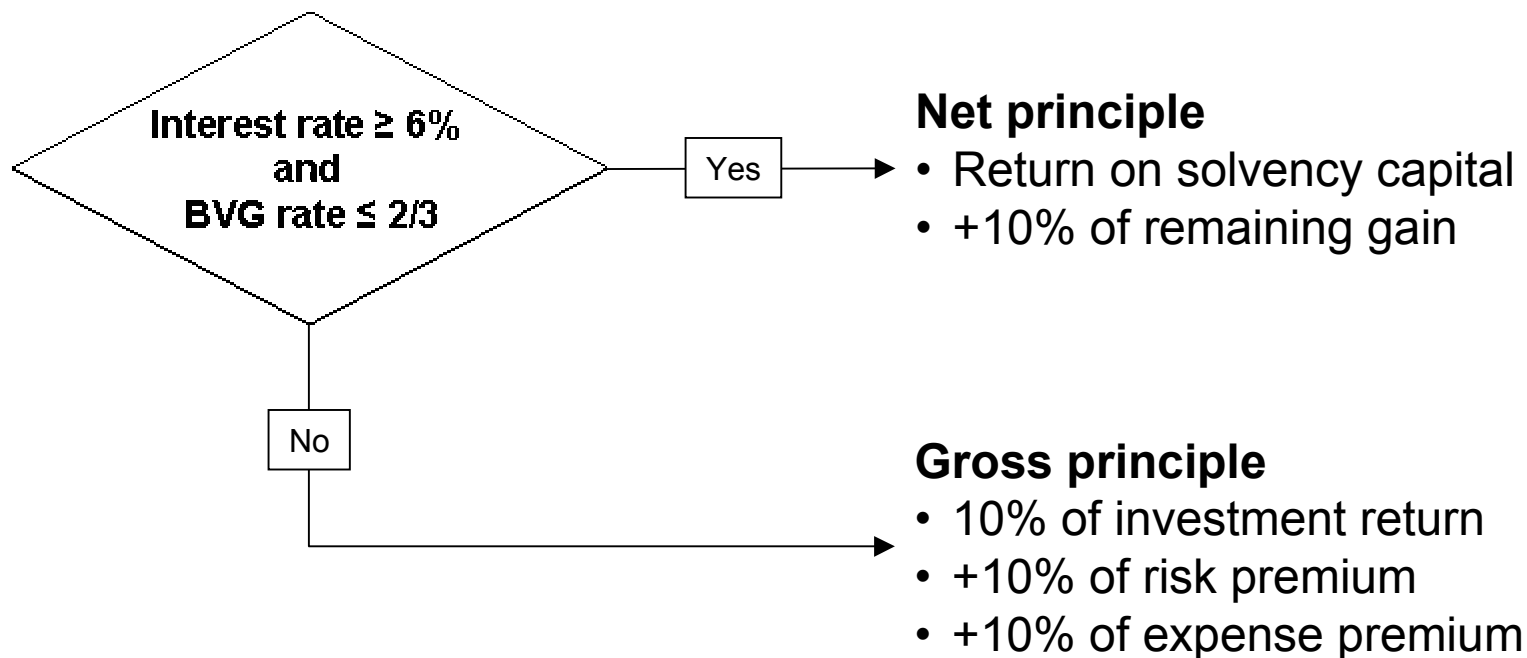 Interest rate ≥ 6%
and
BVG rate ≤ 2/3
Yes
Net principle
• Return on solvency capital
• +10% of remaining gain
No
Gross principle
• 10% of investment return
• +10% of risk premium
• +10% of expense premium